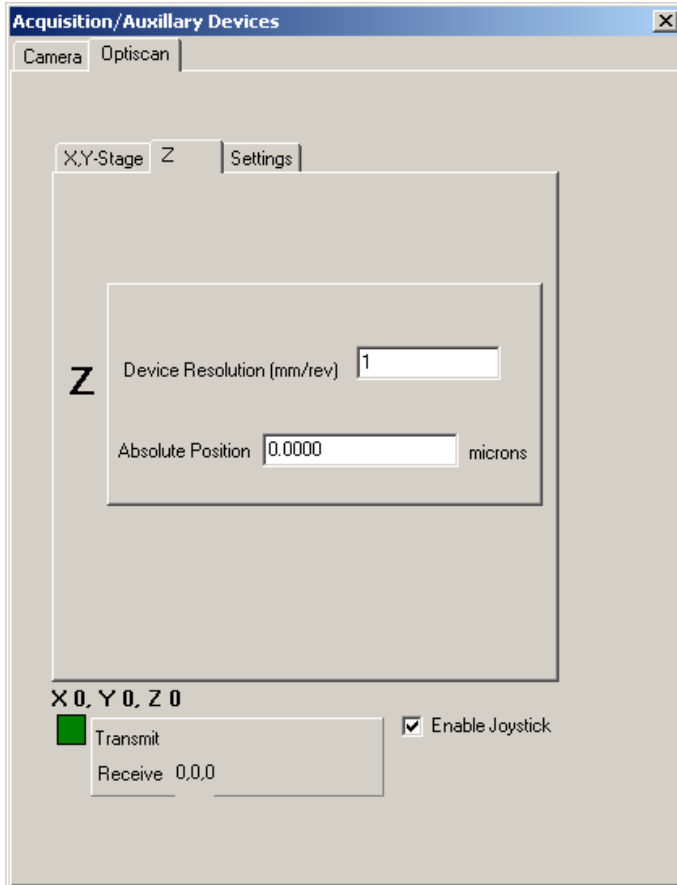 Acquisition/Auxillary Devices
Camera Optiscan
X,Y-Stage Z Settings
Z
Device Resolution (mm/rev) 1
Absolute Position 0.0000 microns
X 0, Y 0, Z 0
Transmit
Enable Joystick
Receive 0,0,0